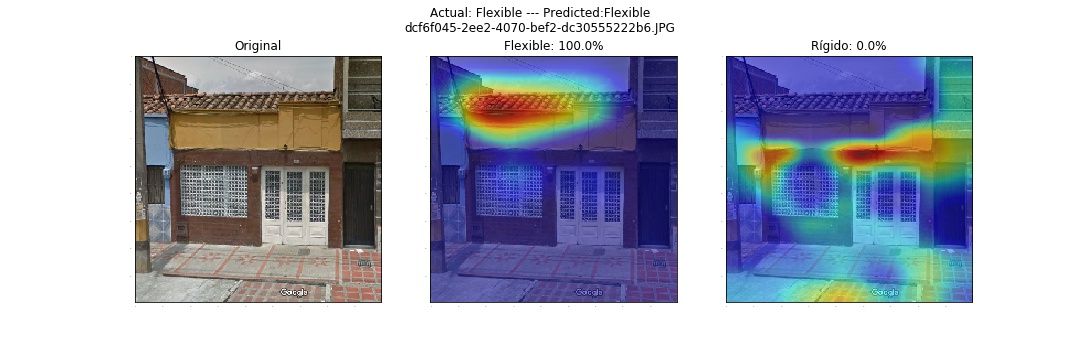 Actual: Flexible --- Predicted:Flexible
dcf6f045-2ee2-4070-bef2-dc30555222b6.JPG
Original
Flexible: 100.0%
Rígido: 0.0%
Google
Google
Google